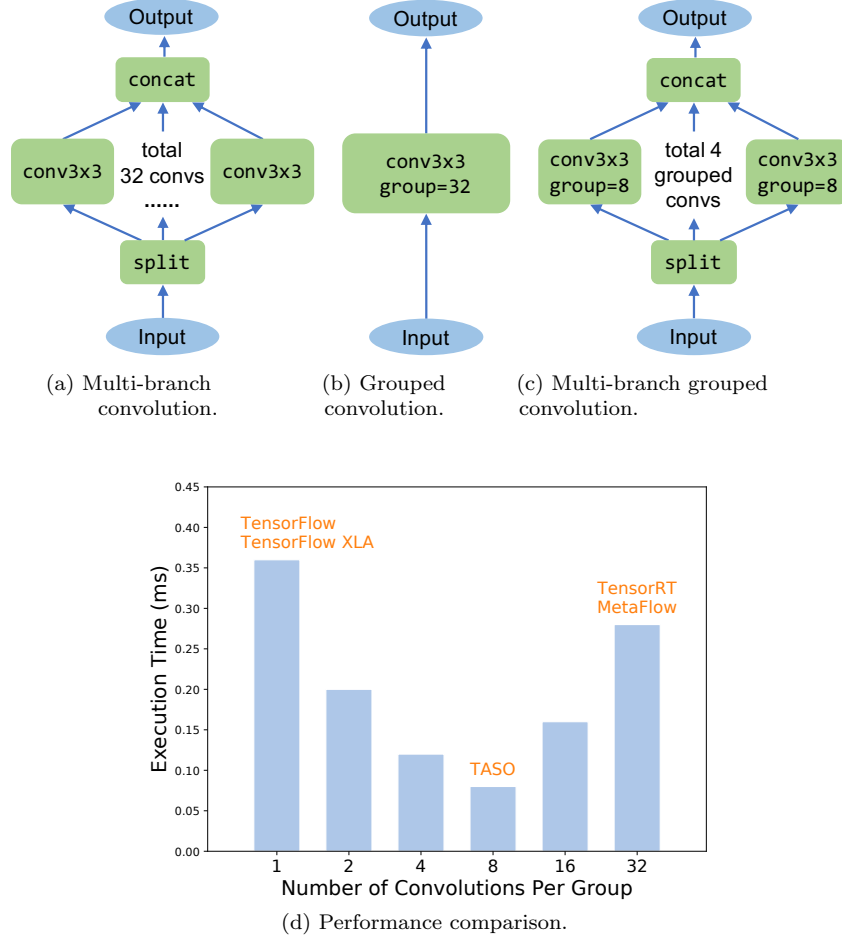 Output
concat
conv3x3
total
32 convs
......
conv3x3
split
Input
(a) Multi-branch
convolution.
Output
conv3x3
group=32
Input
(b) Grouped
convolution.
Output
concat
conv3x3
group=8
total 4
grouped
convs
conv3x3
group=8
split
Input
(c) Multi-branch grouped
convolution.
Execution Time (ms)
0.45
0.40
0.35
0.30
0.25
0.20
0.15
0.10
0.05
0.00
TensorFlow
TensorFlow XLA
TASO
TensorRT
MetaFlow
1 2 4 8 16 32
Number of Convolutions Per Group
(d) Performance comparison.